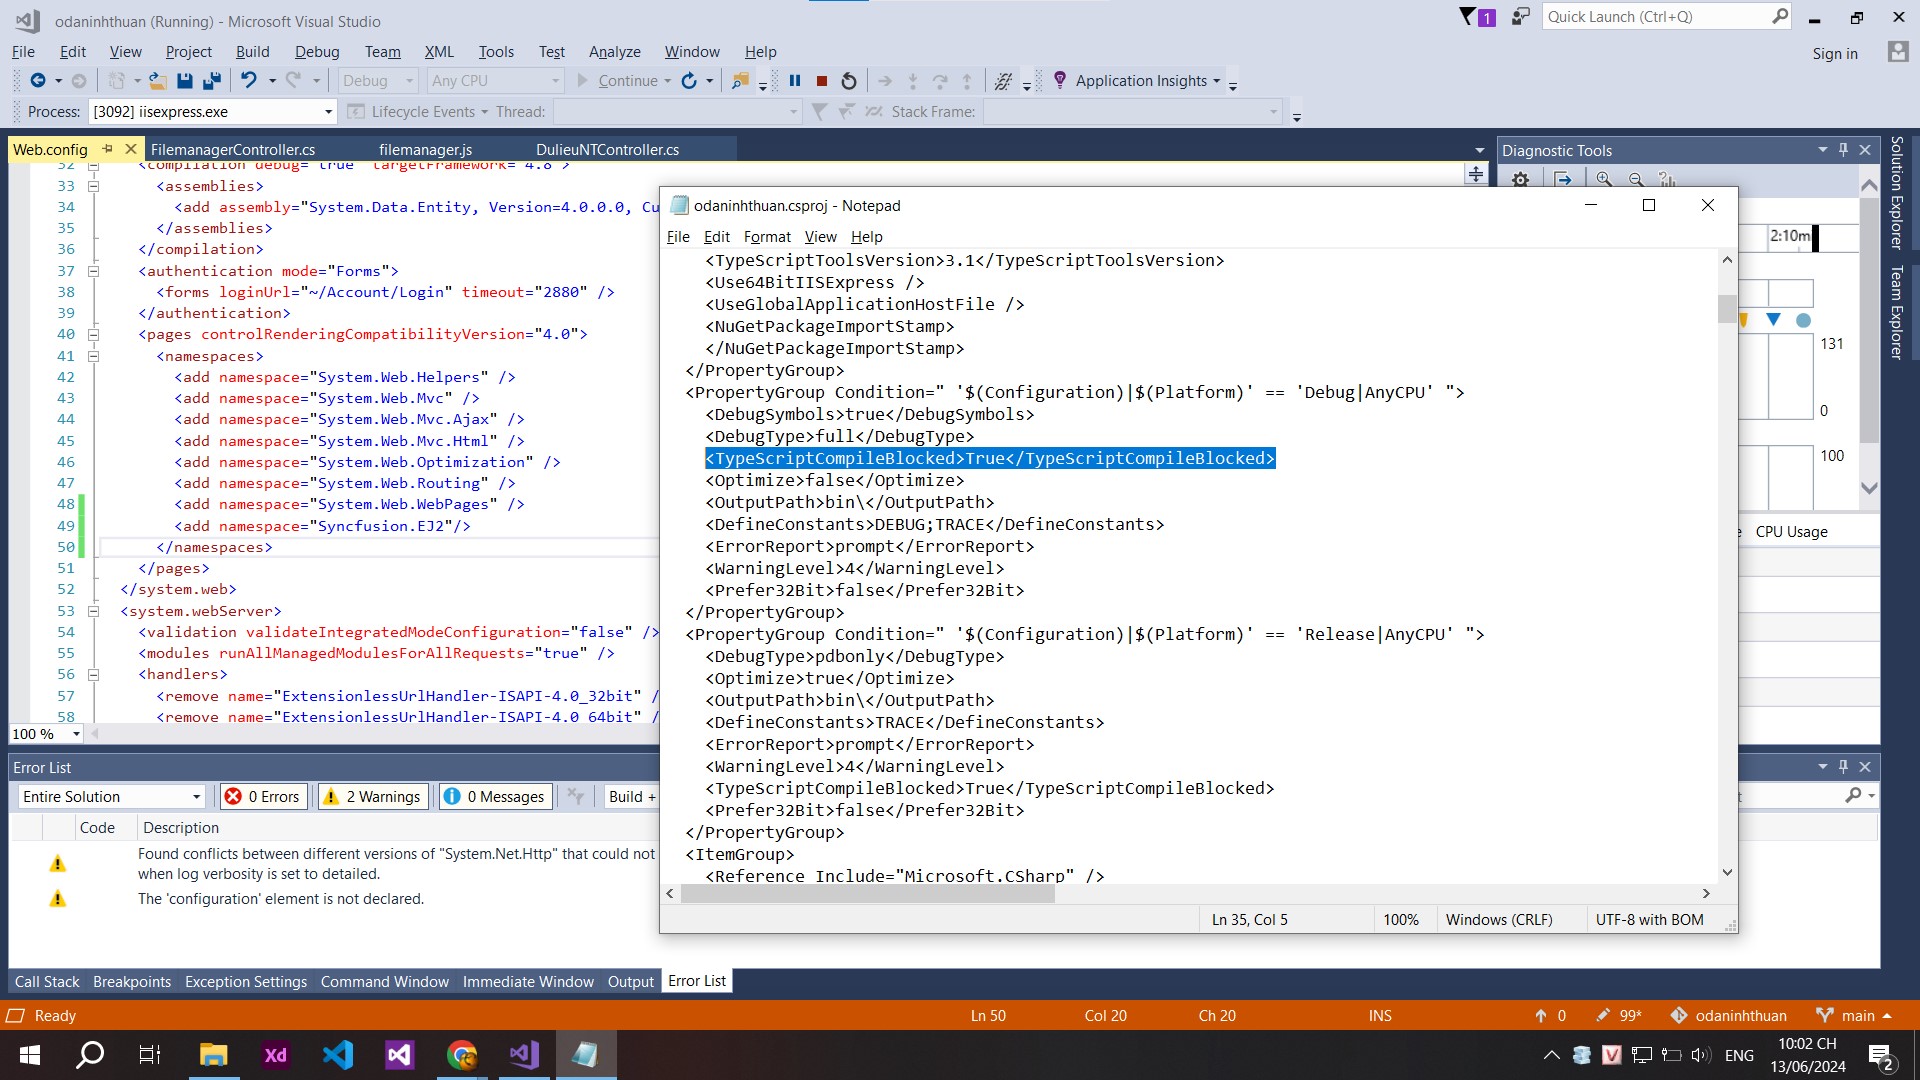 odaninhthuan (Running) - Microsoft Visual Studio
1
Quick Launch (Ctrl+Q)
File Edit View Project Build Debug Team XML Tools Test Analyze Window Help
Sign in
Debug Any CPU Continue Application Insights
Process: [3092] iisexpress.exe Lifecycle Events Thread: Stack Frame:
Web.config FilemanagerController.cs filemanager.js DulieuNTController.cs
32 <compilation debug="true" targetFramework="4.8">
33 <assemblies>
34 <add assembly="System.Data.Entity, Version=4.0.0.0, Cu
35 </assemblies>
36 </compilation>
37 <authentication mode="Forms">
38 <forms loginUrl="~/Account/Login" timeout="2880" />
39 </authentication>
40 <pages controlRenderingCompatibilityVersion="4.0">
41 <namespaces>
42 <add namespace="System.Web.Helpers" />
43 <add namespace="System.Web.Mvc" />
44 <add namespace="System.Web.Mvc.Ajax" />
45 <add namespace="System.Web.Mvc.Html" />
46 <add namespace="System.Web.Optimization" />
47 <add namespace="System.Web.Routing" />
48 <add namespace="System.Web.WebPages" />
49 <add namespace="Syncfusion.EJ2"/>
50 </namespaces>
51 </pages>
52 </system.web>
53 <system.webServer>
54 <validation validateIntegratedModeConfiguration="false" />
55 <modules runAllManagedModulesForAllRequests="true" />
56 <handlers>
57 <remove name="ExtensionlessUrlHandler-ISAPI-4.0_32bit" /
58 <remove name="ExtensionlessUrlHandler-ISAPI-4.0_64bit" /
100 %
odaninhthuan.csproj - Notepad
File Edit Format View Help
<TypeScriptToolsVersion>3.1</TypeScriptToolsVersion>
<Use64BitIISExpress />
<UseGlobalApplicationHostFile />
<NuGetPackageImportStamp>
</NuGetPackageImportStamp>
</PropertyGroup>
<PropertyGroup Condition=" '$(Configuration)|$(Platform)' == 'Debug|AnyCPU' ">
<DebugSymbols>true</DebugSymbols>
<DebugType>full</DebugType>
<TypeScriptCompileBlocked>True</TypeScriptCompileBlocked>
<Optimize>false</Optimize>
<OutputPath>bin\</OutputPath>
<DefineConstants>DEBUG;TRACE</DefineConstants>
<ErrorReport>prompt</ErrorReport>
<WarningLevel>4</WarningLevel>
<Prefer32Bit>false</Prefer32Bit>
</PropertyGroup>
<PropertyGroup Condition=" '$(Configuration)|$(Platform)' == 'Release|AnyCPU' ">
<DebugType>pdbonly</DebugType>
<Optimize>true</Optimize>
<OutputPath>bin\</OutputPath>
<DefineConstants>TRACE</DefineConstants>
<ErrorReport>prompt</ErrorReport>
<WarningLevel>4</WarningLevel>
<TypeScriptCompileBlocked>True</TypeScriptCompileBlocked>
<Prefer32Bit>false</Prefer32Bit>
</PropertyGroup>
<ItemGroup>
<Reference Include="Microsoft.CSharp" />
Ln 35, Col 5 100% Windows (CRLF) UTF-8 with BOM
Diagnostic Tools
2:10m
131
0
100
CPU Usage
Solution Explorer
Team Explorer
Error List
Entire Solution 0 Errors 2 Warnings 0 Messages Build +
Code Description
Found conflicts between different versions of "System.Net.Http" that could not
when log verbosity is set to detailed.
The 'configuration' element is not declared.
Call Stack Breakpoints Exception Settings Command Window Immediate Window Output Error List
Ready Ln 50 Col 20 Ch 20 INS 0 99* odaninhthuan main
Xd
ENG
10:02 CH
13/06/2024
2